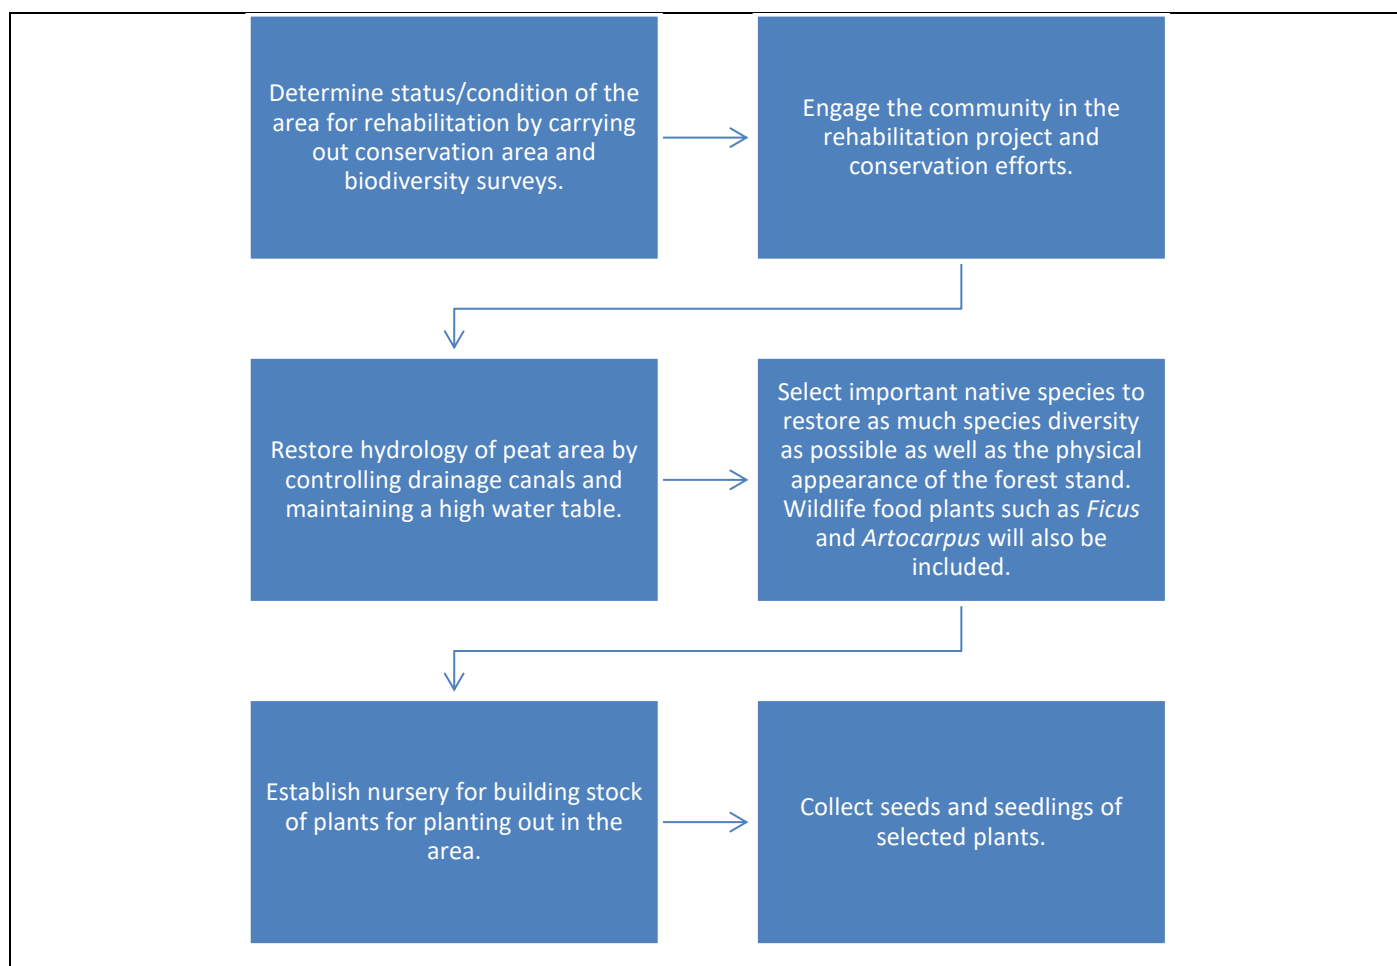 Determine status/condition of the
area for rehabilitation by carrying
out conservation area and
biodiversity surveys.
Engage the community in the
rehabilitation project and
conservation efforts.
Restore hydrology of peat area by
controlling drainage canals and
maintaining a high water table.
Select important native species to
restore as much species diversity
as possible as well as the physical
appearance of the forest stand.
Wildlife food plants such as Ficus
and Artocarpus will also be
included.
Establish nursery for building stock
of plants for planting out in the
area.
Collect seeds and seedlings of
selected plants.